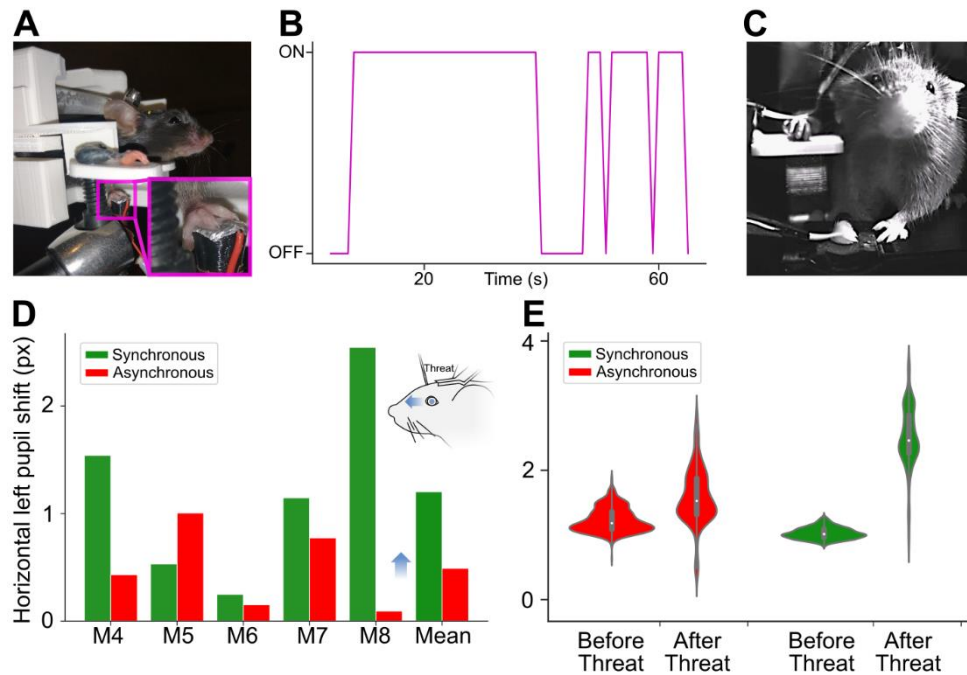 A
B
C
ON
OFF
20
Time (s)
60
D
Horizontal left pupil shift (px)
2
1
0
Synchronous
Asynchronous
Threat
M4 M5 M6 M7 M8 Mean
E
4
2
0
Synchronous
Asynchronous
Before Threat
After Threat
Before Threat
After Threat